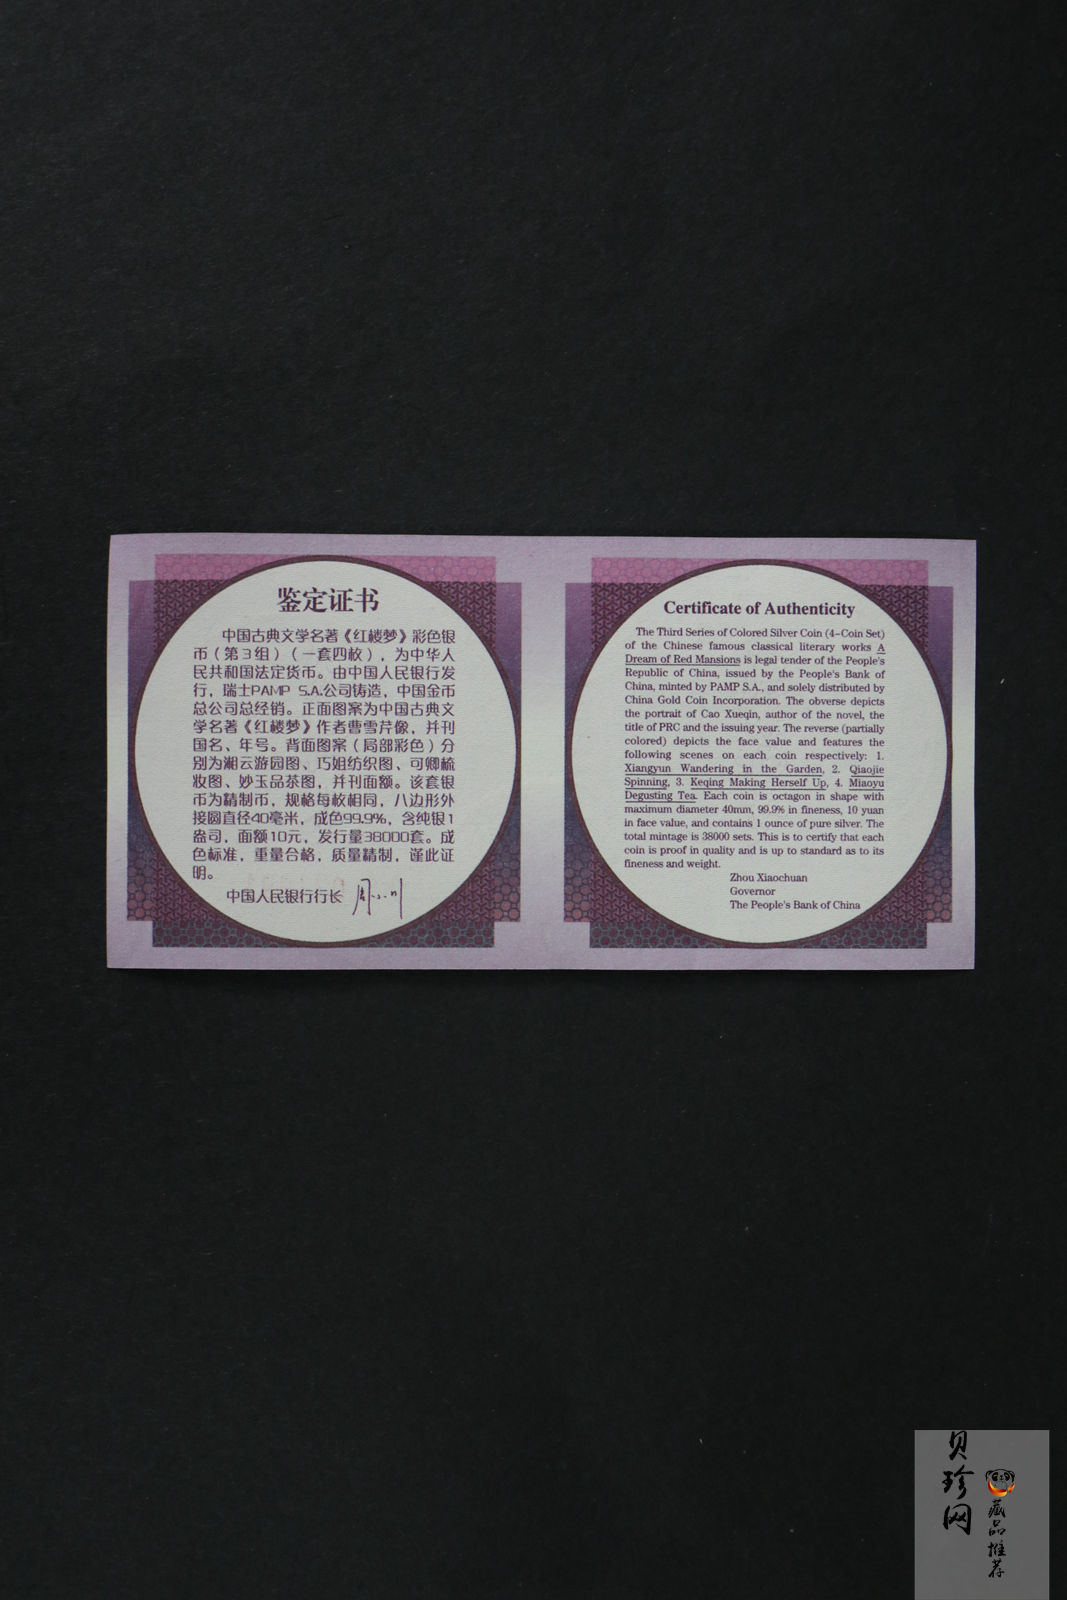 鉴定证书
中国古典文学名著《红楼梦》彩色银
币（第3组）（一套四枚），为中华人
民共和国法定货币。由中国人民银行发
行，瑞士PAMP S.A.公司铸造，中国金币
总公司总经销。正面图案为中国古典文
学名著《红楼梦》作者曹雪芹像，并刊
国名、年号。背面图案（局部彩色）分
别为湘云游园图、巧姐纺织图、可卿梳
妆图、妙玉品茶图，并刊面额。该套银
币为精制币，规格每枚相同，八边形外
接圆直径40毫米，成色99.9%，含纯银1
盎司，面额10元，发行量38000套。成
色标准，重量合格，质量精制，谨此证
明。
中国人民银行行长 周小川
Certificate of Authenticity
The Third Series of Colored Silver Coin (4-Coin Set)
of the Chinese famous classical literary works A
Dream of Red Mansions is legal tender of the People's
Republic of China, issued by the People's Bank of
China, minted by PAMP S.A., and solely distributed by
China Gold Coin Incorporation. The obverse depicts
the portrait of Cao Xueqin, author of the novel, the
title of PRC and the issuing year. The reverse (partially
colored) depicts the face value and features the
following scenes on each coin respectively: 1.
Xiangyun Wandering in the Garden, 2. Qiaojie
Spinning, 3. Keqing Making Herself Up, 4. Miaoyu
Degusting Tea. Each coin is octagon in shape with
maximum diameter 40mm, 99.9% in fineness, 10 yuan
in face value, and contains 1 ounce of pure silver. The
total mintage is 38000 sets. This is to certify that each
coin is proof in quality and is up to standard as to its
fineness and weight.
Zhou Xiaochuan
Governor
The People's Bank of China
贝珍网
藏品推荐